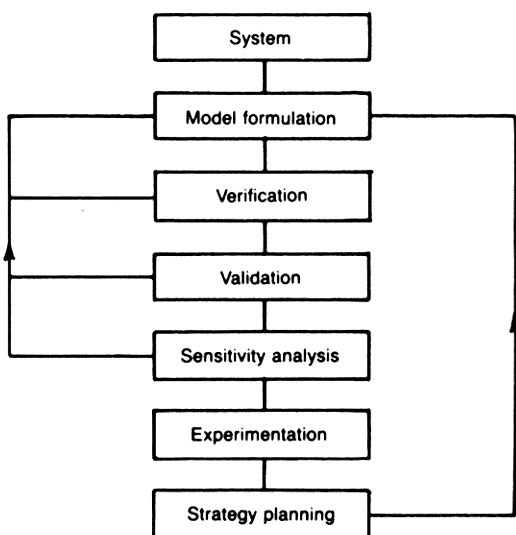 System
Model formulation
Verification
Validation
Sensitivity analysis
Experimentation
Strategy planning